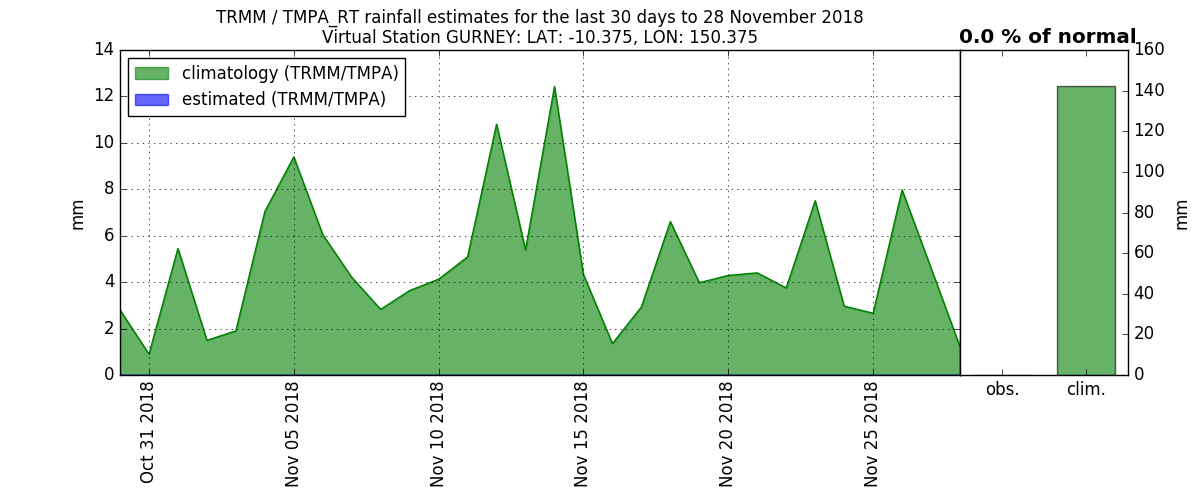 TRMM / TMPA_RT rainfall estimates for the last 30 days to 28 November 2018
Virtual Station GURNEY: LAT: -10.375, LON: 150.375
0.0 % of normal
climatology (TRMM/TMPA)
estimated (TRMM/TMPA)
14
12
10
8
6
4
2
0
mm
Oct 31 2018
Nov 05 2018
Nov 10 2018
Nov 15 2018
Nov 20 2018
Nov 25 2018
obs.
clim.
160
140
120
100
80
60
40
20
0
mm